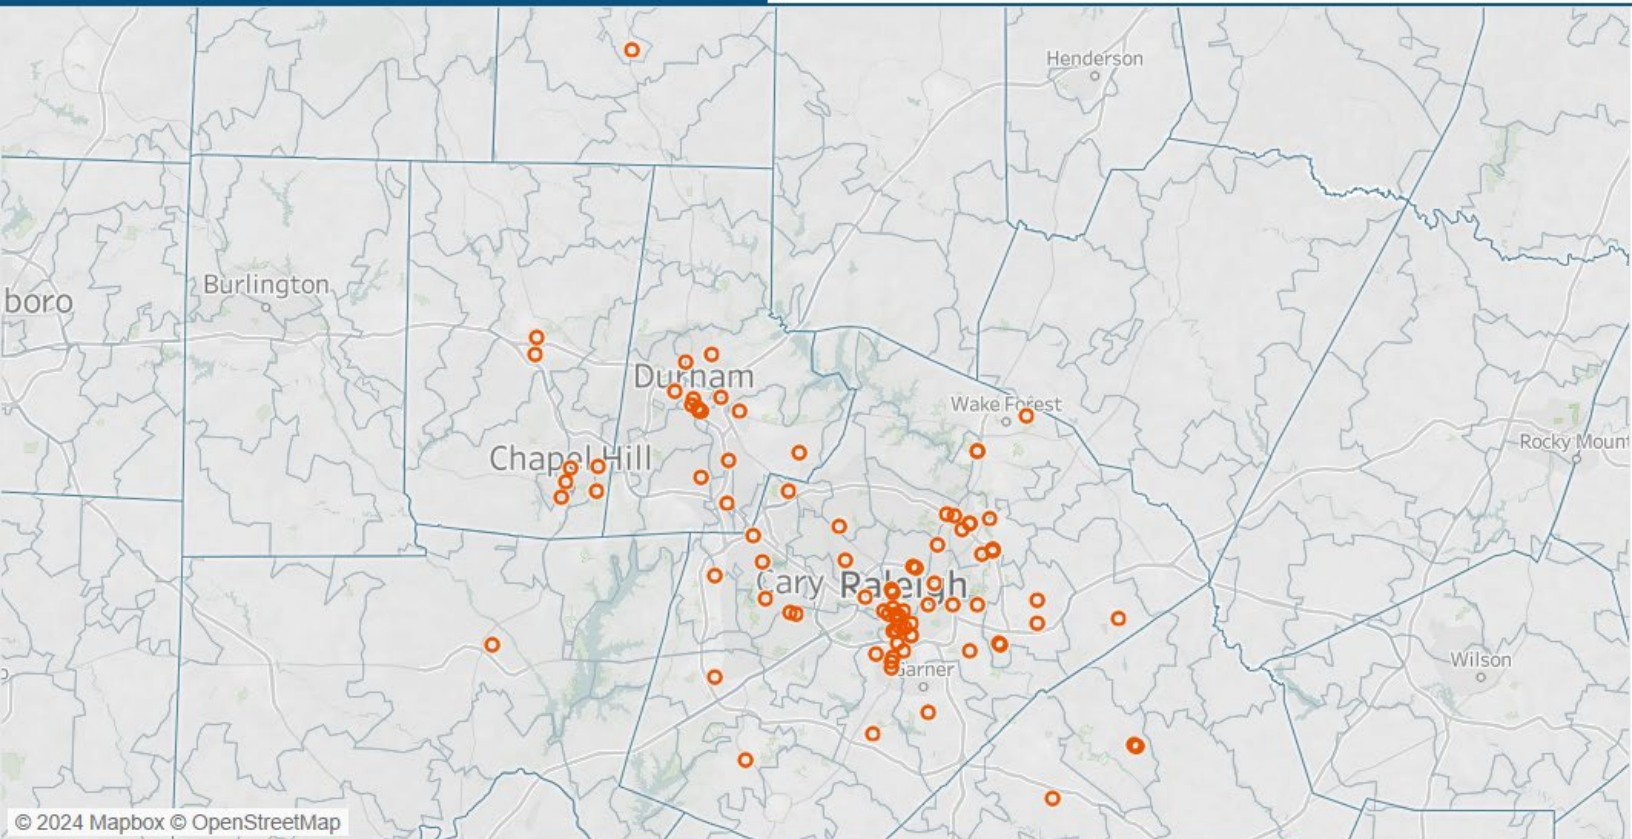 Henderson
Burlington
boro
Durham
Wake Forest
Rocky Mount
Chapel Hill
Cary
Raleigh
Wilson
Garner
© 2024 Mapbox © OpenStreetMap